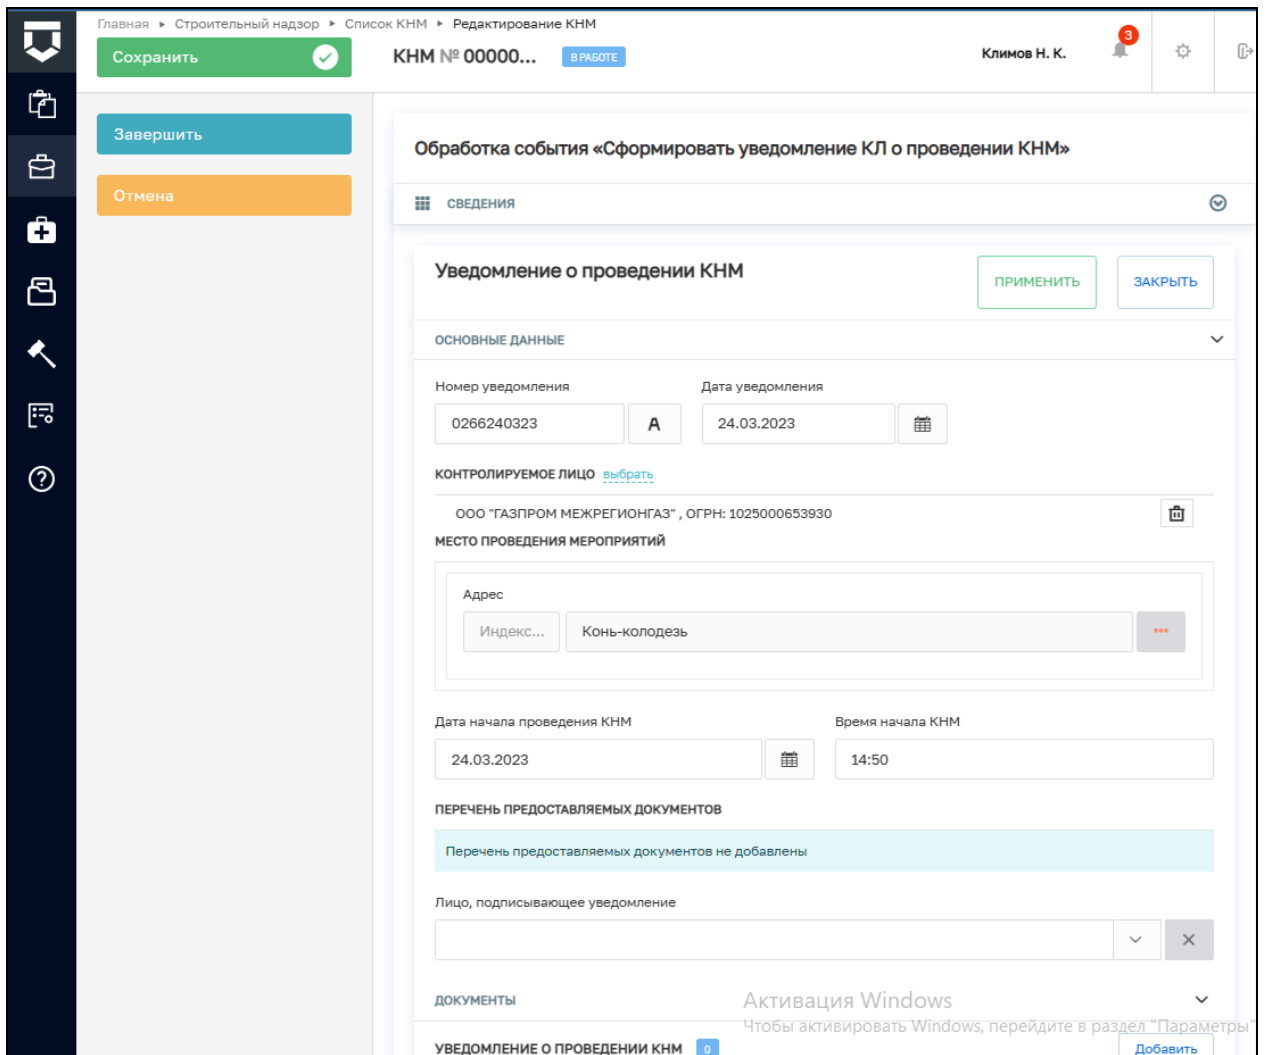 Главная ▸ Строительный надзор ▸ Список КНМ ▸ Редактирование КНМ
Сохранить
КНМ № 00000...
В РАБОТЕ
Климов Н. К.
3
Завершить
Отмена
Обработка события «Сформировать уведомление КЛ о проведении КНМ»
СВЕДЕНИЯ
Уведомление о проведении КНМ
ПРИМЕНИТЬ
ЗАКРЫТЬ
ОСНОВНЫЕ ДАННЫЕ
Номер уведомления
Дата уведомления
0266240323
A
24.03.2023
КОНТРОЛИРУЕМОЕ ЛИЦО выбрать
ООО "ГАЗПРОМ МЕЖРЕГИОНГАЗ" , ОГРН: 1025000653930
МЕСТО ПРОВЕДЕНИЯ МЕРОПРИЯТИЙ
Адрес
Индекс...
Конь-колодезь
Дата начала проведения КНМ
Время начала КНМ
24.03.2023
14:50
ПЕРЕЧЕНЬ ПРЕДОСТАВЛЯЕМЫХ ДОКУМЕНТОВ
Перечень предоставляемых документов не добавлены
Лицо, подписывающее уведомление
ДОКУМЕНТЫ
Активация Windows
Чтобы активировать Windows, перейдите в раздел "Параметры"
УВЕДОМЛЕНИЕ О ПРОВЕДЕНИИ КНМ 0
Добавить